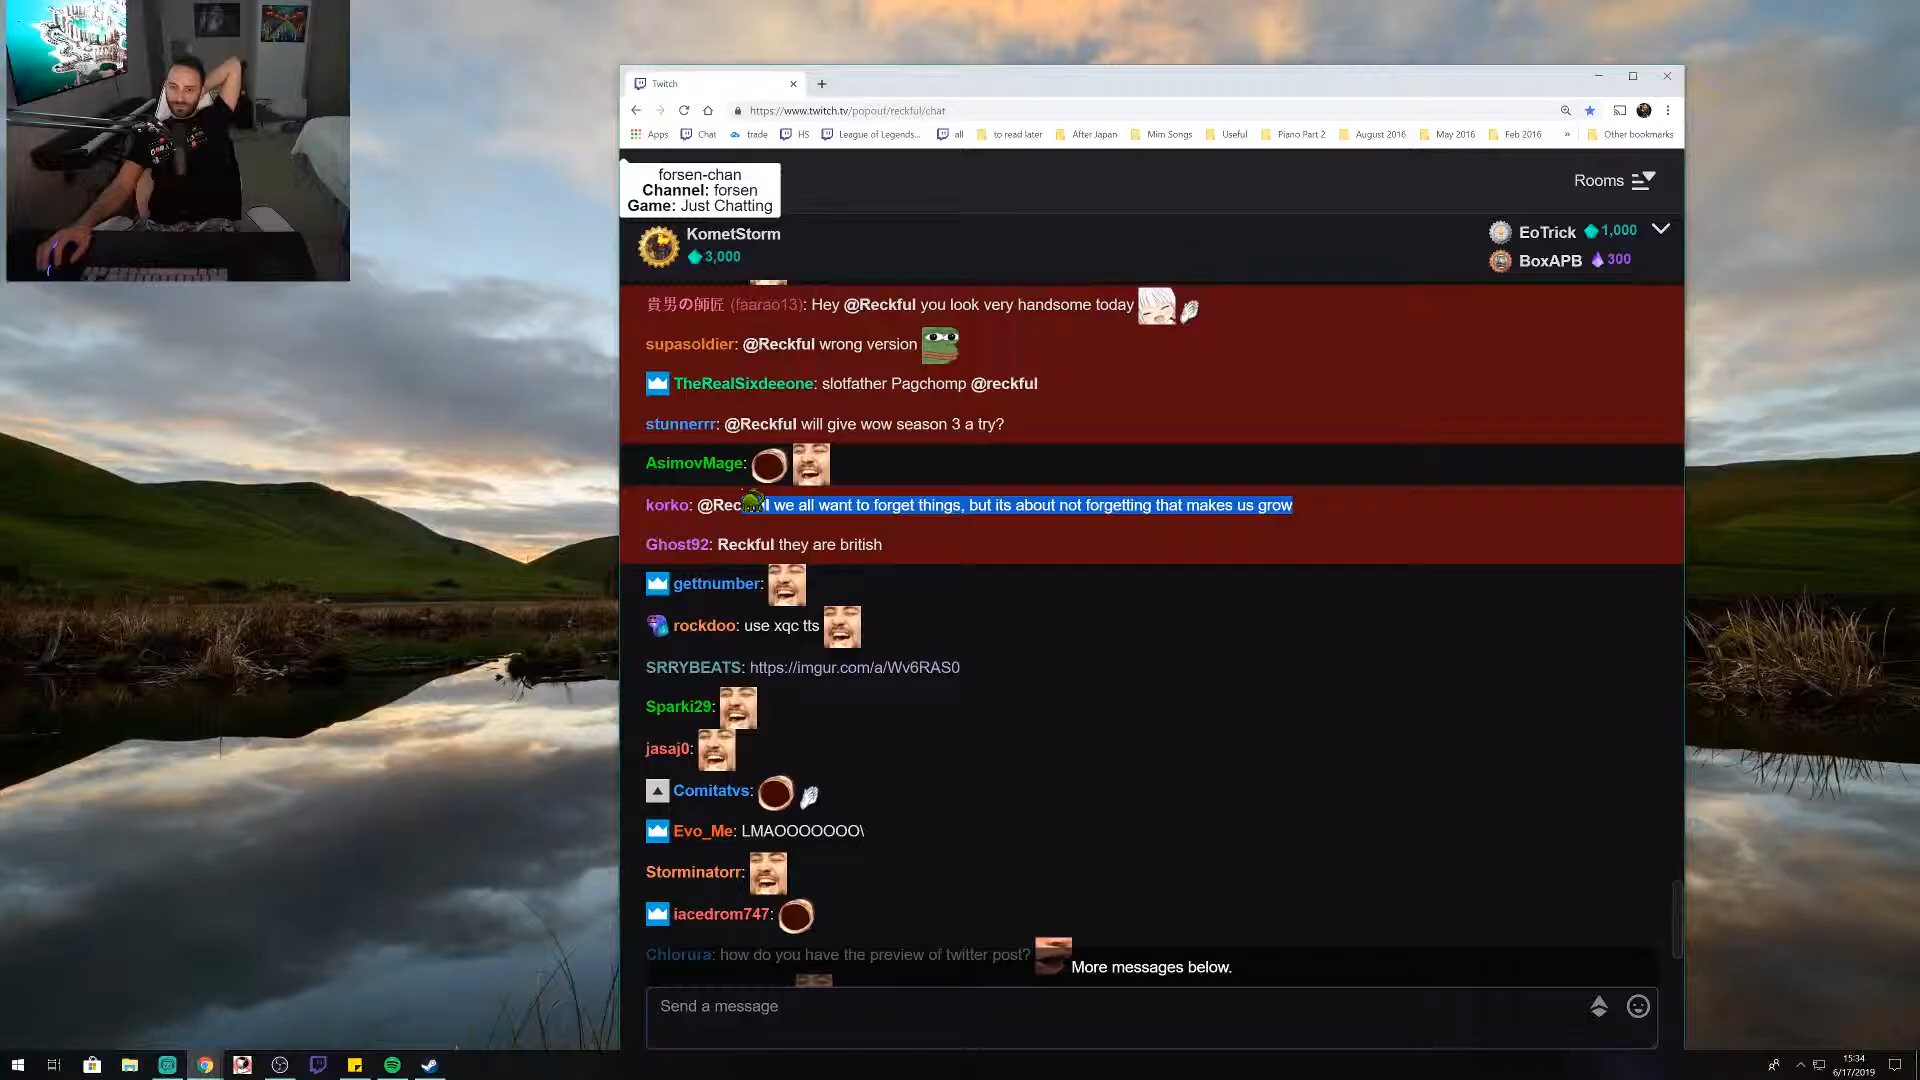 Twitch
https://www.twitch.tv/popout/reckful/chat
Apps Chat trade HS League of Legends... all to read later After Japan Mim Songs Useful Piano Part 2 August 2016 May 2016 Feb 2016 » Other bookmarks
forsen-chan
Channel: forsen
Game: Just Chatting
Rooms
KometStorm
3,000
EoTrick 1,000
BoxAPB 300
貴男の師匠 (faarao13): Hey @Reckful you look very handsome today
supasoldier: @Reckful wrong version
TheRealSixdeeone: slotfather Pagchomp @reckful
stunnerrr: @Reckful will give wow season 3 a try?
AsimovMage:
korko: @Rec l we all want to forget things, but its about not forgetting that makes us grow
Ghost92: Reckful they are british
gettnumber:
rockdoo: use xqc tts
SRRYBEATS: https://imgur.com/a/Wv6RAS0
Sparki29:
jasaj0:
Comitatvs:
Evo_Me: LMAOOOOOOO\
Storminatorr:
iacedrom747:
Chlorura: how do you have the preview of twitter post?
More messages below.
Send a message
15:34
6/17/2019